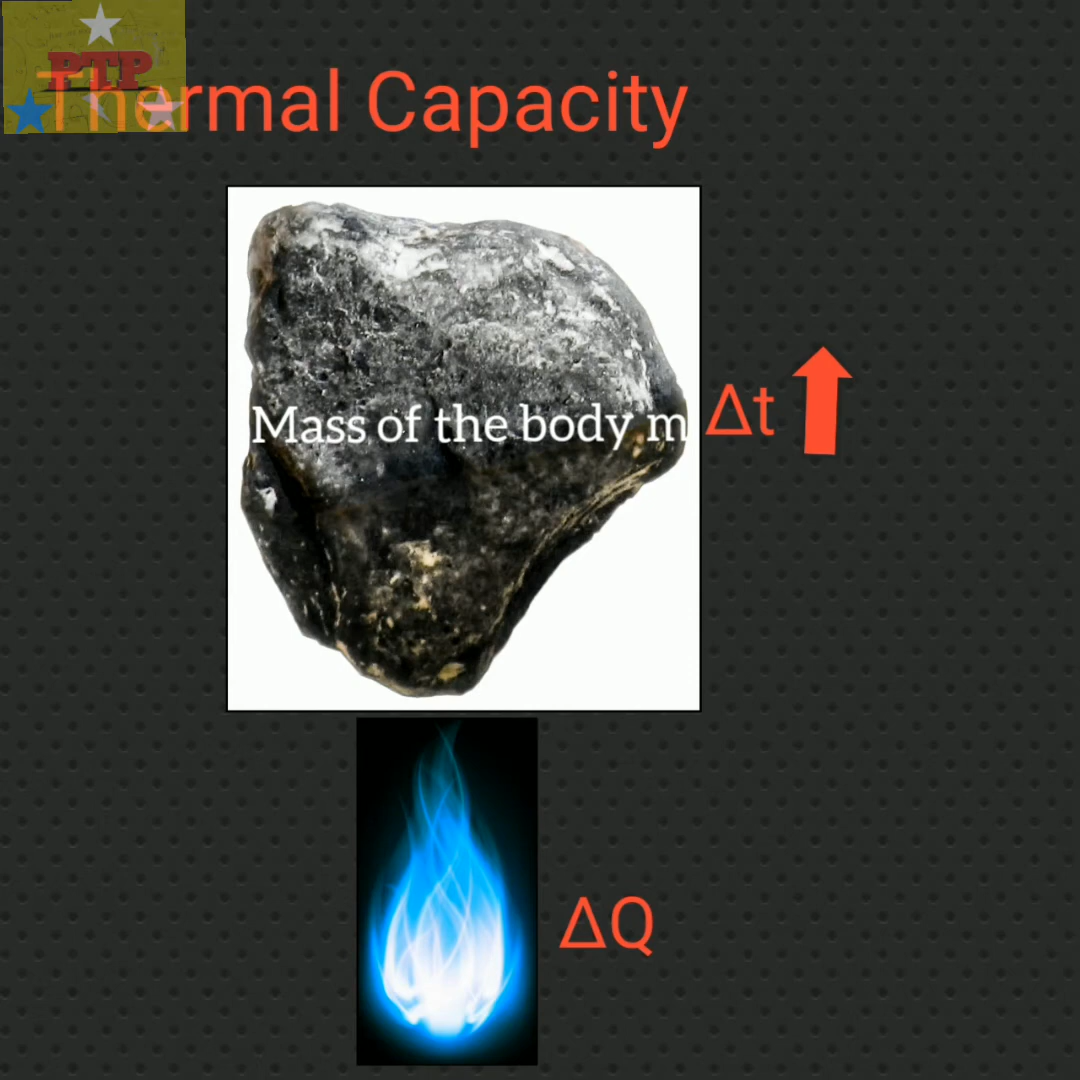 PTP
Thermal Capacity
Mass of the body m
Δt
ΔQ